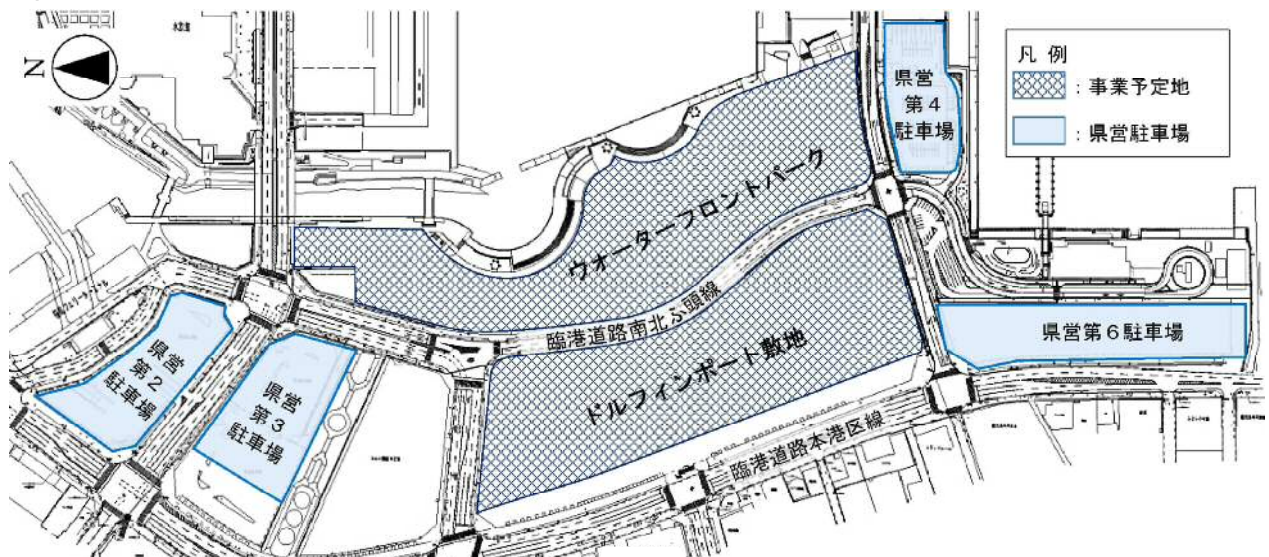 水族館
N
凡 例
：事業予定地
：県営駐車場
県営
第4
駐車場
ウォーターフロントパーク
臨港道路南北ふ頭線
ドルフィンポート敷地
臨港道路本港区線
県営第6駐車場
県営
第2
駐車場
県営
第3
駐車場